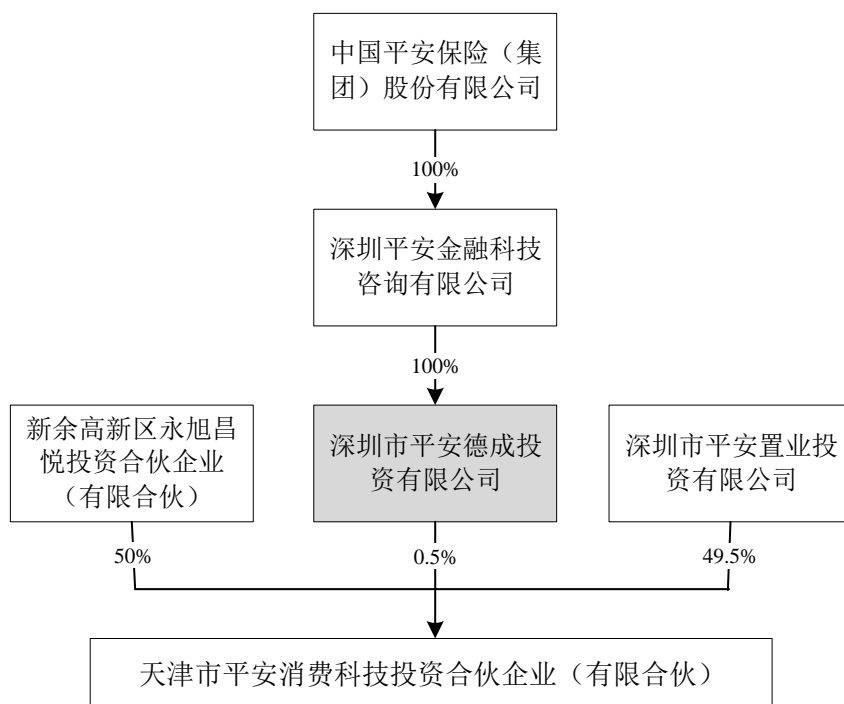 中国平安保险（集
团）股份有限公司
100%
深圳平安金融科技
咨询有限公司
100%
新余高新区永旭昌
悦投资合伙企业
（有限合伙）
深圳市平安德成投
资有限公司
深圳市平安置业投
资有限公司
50%
0.5%
49.5%
天津市平安消费科技投资合伙企业（有限合伙）